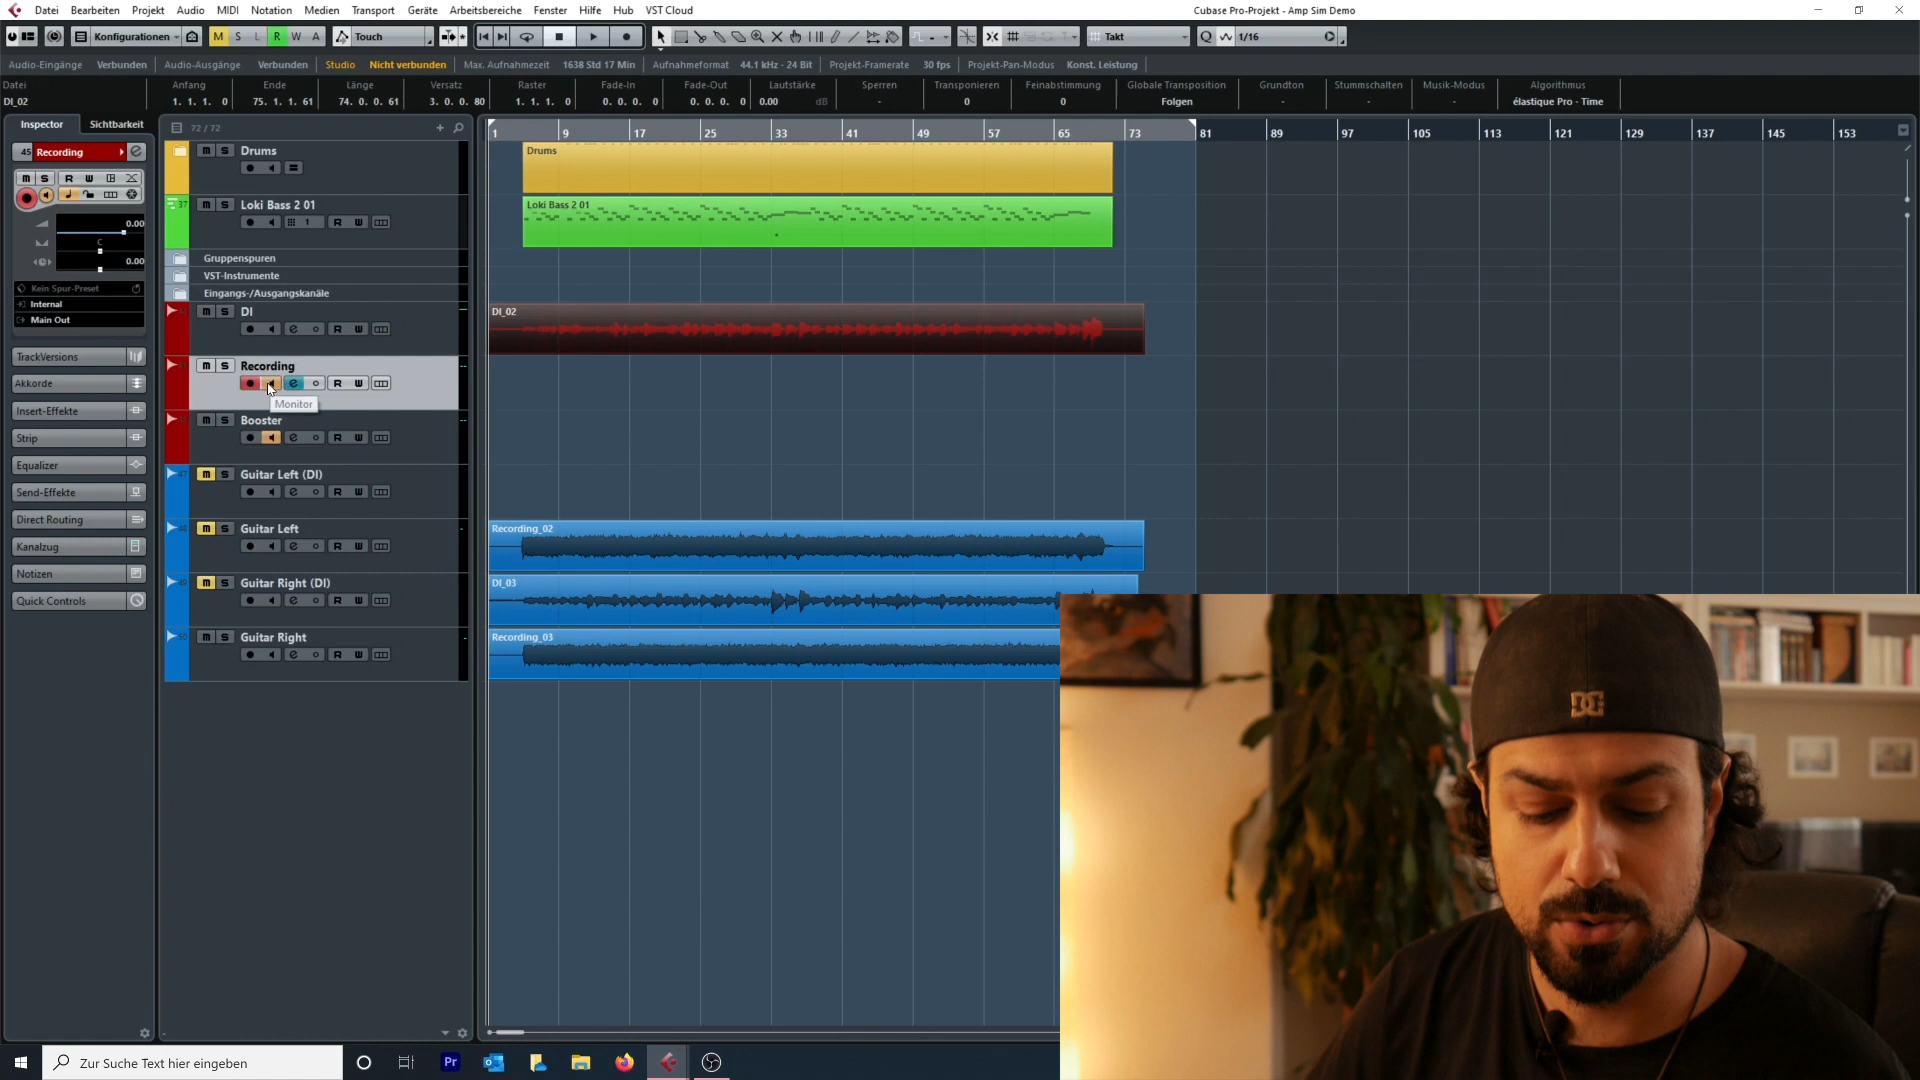 Datei Bearbeiten Projekt Audio MIDI Notation Medien Transport Geräte Arbeitsbereiche Fenster Hilfe Hub VST Cloud Cubase Pro-Projekt - Amp Sim Demo
Konfigurationen M S L R W A Touch Takt Q 1/16
Audio-Eingänge Verbunden Audio-Ausgänge Verbunden Studio Nicht verbunden Max. Aufnahmezeit 1638 Std 17 Min Aufnahmeformat 44.1 kHz - 24 Bit Projekt-Framerate 30 fps Projekt-Pan-Modus Konst. Leistung
Datei Anfang Ende Länge Versatz Raster Fade-In Fade-Out Lautstärke Sperren Transponieren Feinabstimmung Globale Transposition Grundton Stummschalten Musik-Modus Algorithmus
DI_02 1. 1. 1. 0 75. 1. 1. 61 74. 0. 0. 61 3. 0. 0. 80 1. 1. 1. 0 0. 0. 0. 0 0. 0. 0. 0 0.00 dB - 0 0 Folgen - - - élastique Pro - Time
Inspector Sichtbarkeit 72 / 72
1 9 17 25 33 41 49 57 65 73 81 89 97 105 113 121 129 137 145 153
45 Recording
M S R W
0.00
C
0.00
Kein Spur-Preset
Internal
Main Out
TrackVersions
Akkorde
Insert-Effekte
Strip
Equalizer
Send-Effekte
Direct Routing
Kanalzug
Notizen
Quick Controls
M S Drums
Drums
37 M S Loki Bass 2 01
1 R W
Loki Bass 2 01
Gruppenspuren
VST-Instrumente
Eingangs-/Ausgangskanäle
M S DI
R W
DI_02
M S Recording
R W
Monitor
M S Booster
R W
M S Guitar Left (DI)
R W
M S Guitar Left
R W
Recording_02
M S Guitar Right (DI)
R W
DI_03
M S Guitar Right
R W
Recording_03
DC
Zur Suche Text hier eingeben
Pr